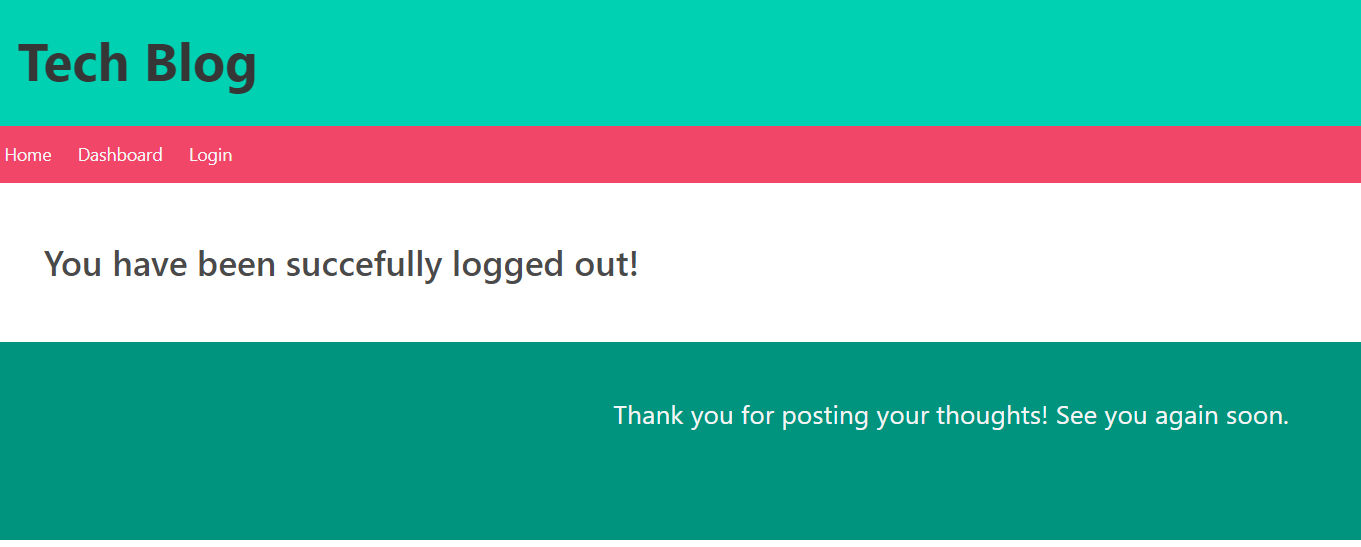 Tech Blog
Home Dashboard Login
You have been succefully logged out!
Thank you for posting your thoughts! See you again soon.